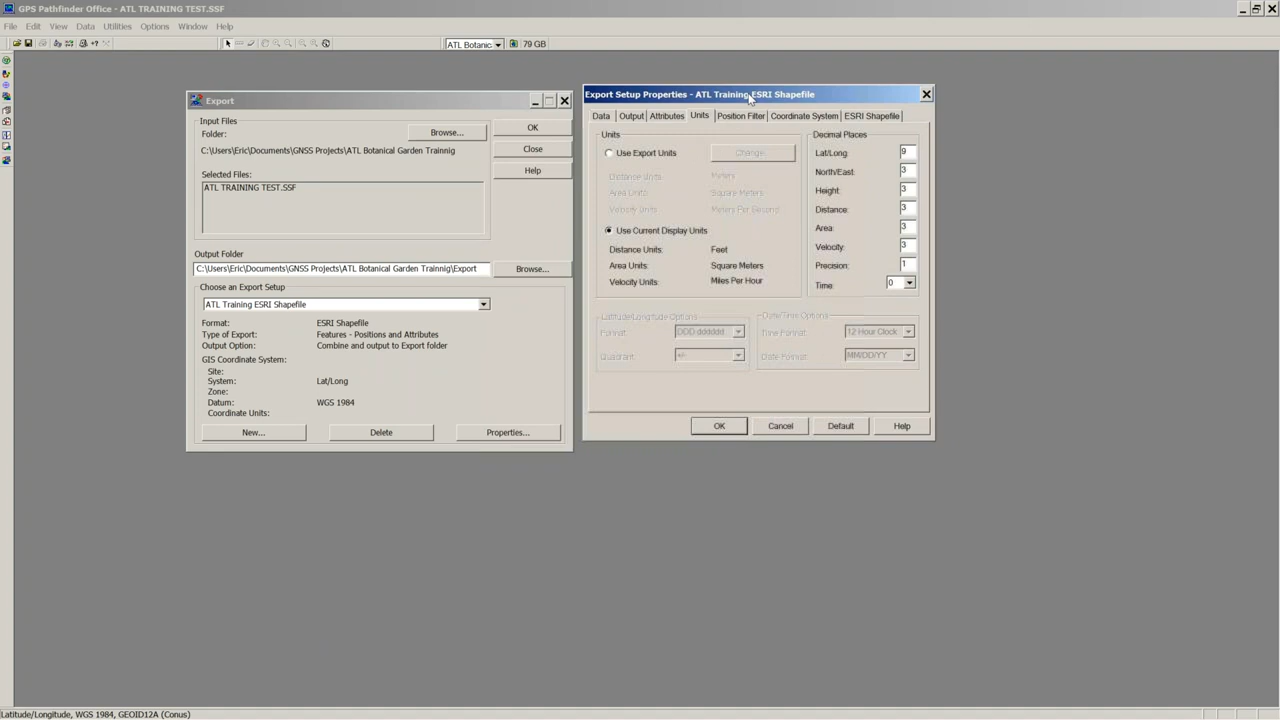 GPS Pathfinder Office - ATL TRAINING TEST.SSF
File Edit View Data Utilities Options Window Help
ATL Botanic 79 GB
Export
Input Files
Folder: Browse...
C:\Users\Eric\Documents\GNSS Projects\ATL Botanical Garden Trainnig
Selected Files:
ATL TRAINING TEST.SSF
OK
Close
Help
Output Folder
C:\Users\Eric\Documents\GNSS Projects\ATL Botanical Garden Trainnig\Export Browse...
Choose an Export Setup
ATL Training ESRI Shapefile
Format: ESRI Shapefile
Type of Export: Features - Positions and Attributes
Output Option: Combine and output to Export folder
GIS Coordinate System:
Site:
System: Lat/Long
Zone:
Datum: WGS 1984
Coordinate Units:
New... Delete Properties...
Export Setup Properties - ATL Training ESRI Shapefile
Data Output Attributes Units Position Filter Coordinate System ESRI Shapefile
Units
Use Export Units Change...
Distance Units: Meters
Area Units: Square Meters
Velocity Units: Meters Per Second
Use Current Display Units
Distance Units: Feet
Area Units: Square Meters
Velocity Units: Miles Per Hour
Decimal Places
Lat/Long: 9
North/East: 3
Height: 3
Distance: 3
Area: 3
Velocity: 3
Precision: 1
Time: 0
Latitude/Longitude Options
Format: DDD.dddddd
Quadrant: +/-
Date/Time Options
Time Format: 12 Hour Clock
Date Format: MM/DD/YY
OK Cancel Default Help
Latitude/Longitude, WGS 1984, GEOID12A (Conus)